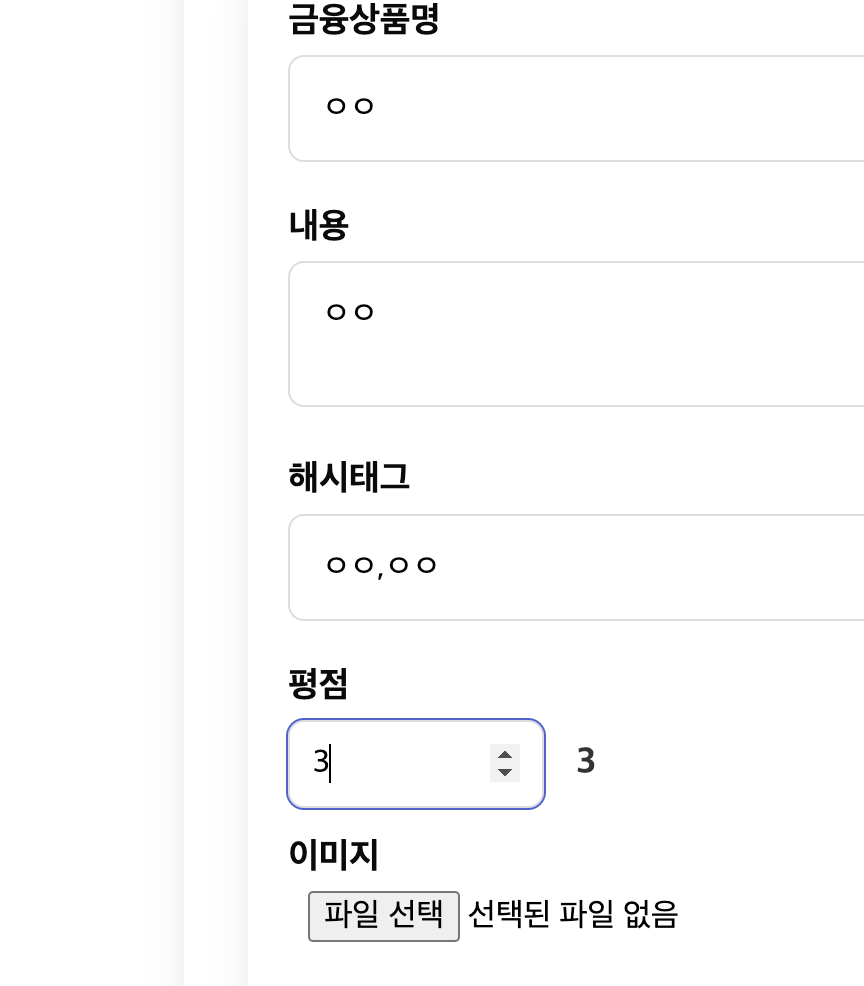 금융상품명
ㅇㅇ
내용
ㅇㅇ
해시태그
ㅇㅇ,ㅇㅇ
평점
3 3
이미지
파일 선택 선택된 파일 없음